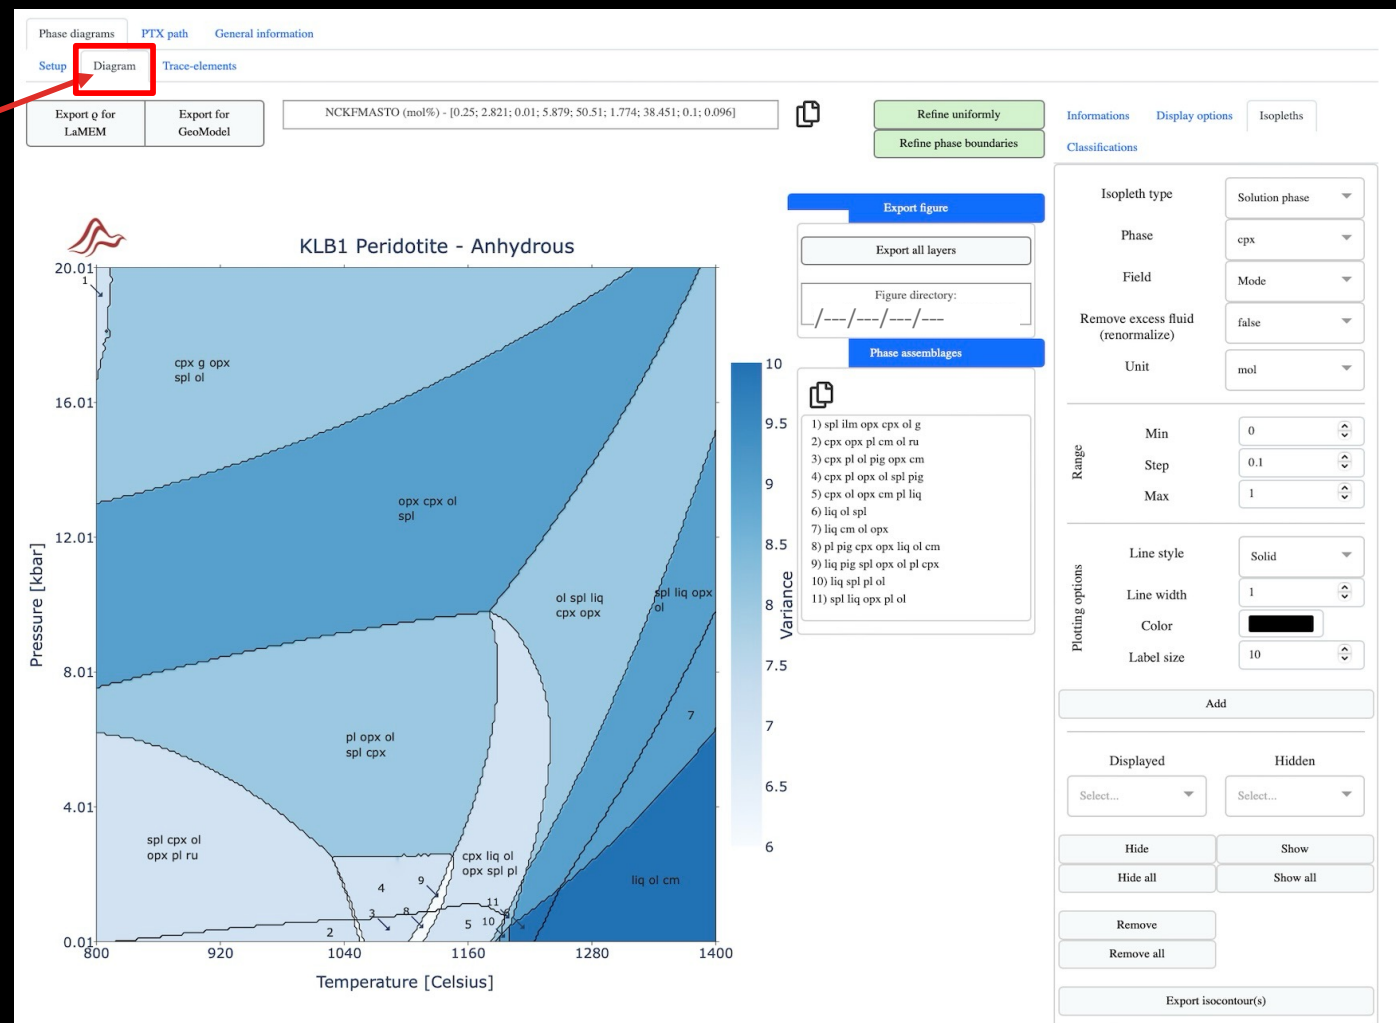 Phase diagrams PTX path General information
Setup Diagram Trace-elements
Export ϱ for
LaMEM
Export for
GeoModel
NCKFMASTO (mol%) - [0.25; 2.821; 0.01; 5.879; 50.51; 1.774; 38.451; 0.1; 0.096]
Refine uniformly
Refine phase boundaries
Informations Display options Isopleths
Classifications
KLB1 Peridotite - Anhydrous
20.01
16.01
12.01
8.01
4.01
0.01
Pressure [kbar]
1
cpx g opx
spl ol
opx cpx ol
spl
ol spl liq
cpx opx
spl liq opx
ol
7
pl opx ol
spl cpx
spl cpx ol
opx pl ru
cpx liq ol
opx spl pl
liq ol cm
4
9
3
8
11
2
5
10
800 920 1040 1160 1280 1400
Temperature [Celsius]
10
9.5
9
8.5
8
7.5
7
6.5
6
Variance
Export figure
Export all layers
Figure directory:
/---/---/---/---
Phase assemblages
1) spl ilm opx cpx ol g
2) cpx opx pl cm ol ru
3) cpx pl ol pig opx cm
4) cpx pl opx ol spl pig
5) cpx ol opx cm pl liq
6) liq ol spl
7) liq cm ol opx
8) pl pig cpx opx liq ol cm
9) liq pig spl opx ol pl cpx
10) liq spl pl ol
11) spl liq opx pl ol
Isopleth type Solution phase
Phase cpx
Field Mode
Remove excess fluid
(renormalize)
false
Unit mol
Range
Min 0
Step 0.1
Max 1
Plotting options
Line style Solid
Line width 1
Color
Label size 10
Add
Displayed Hidden
Select... Select...
Hide Show
Hide all Show all
Remove
Remove all
Export isocontour(s)